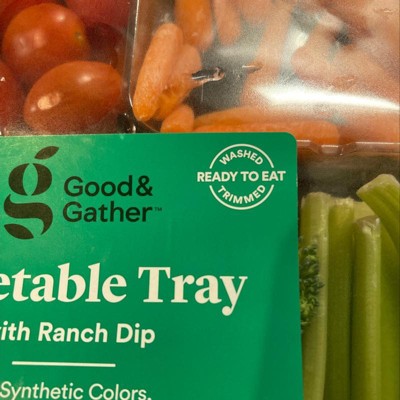 Good&
Gather™
WASHED
READY TO EAT
TRIMMED
etable Tray
ith Ranch Dip
Synthetic Colors.